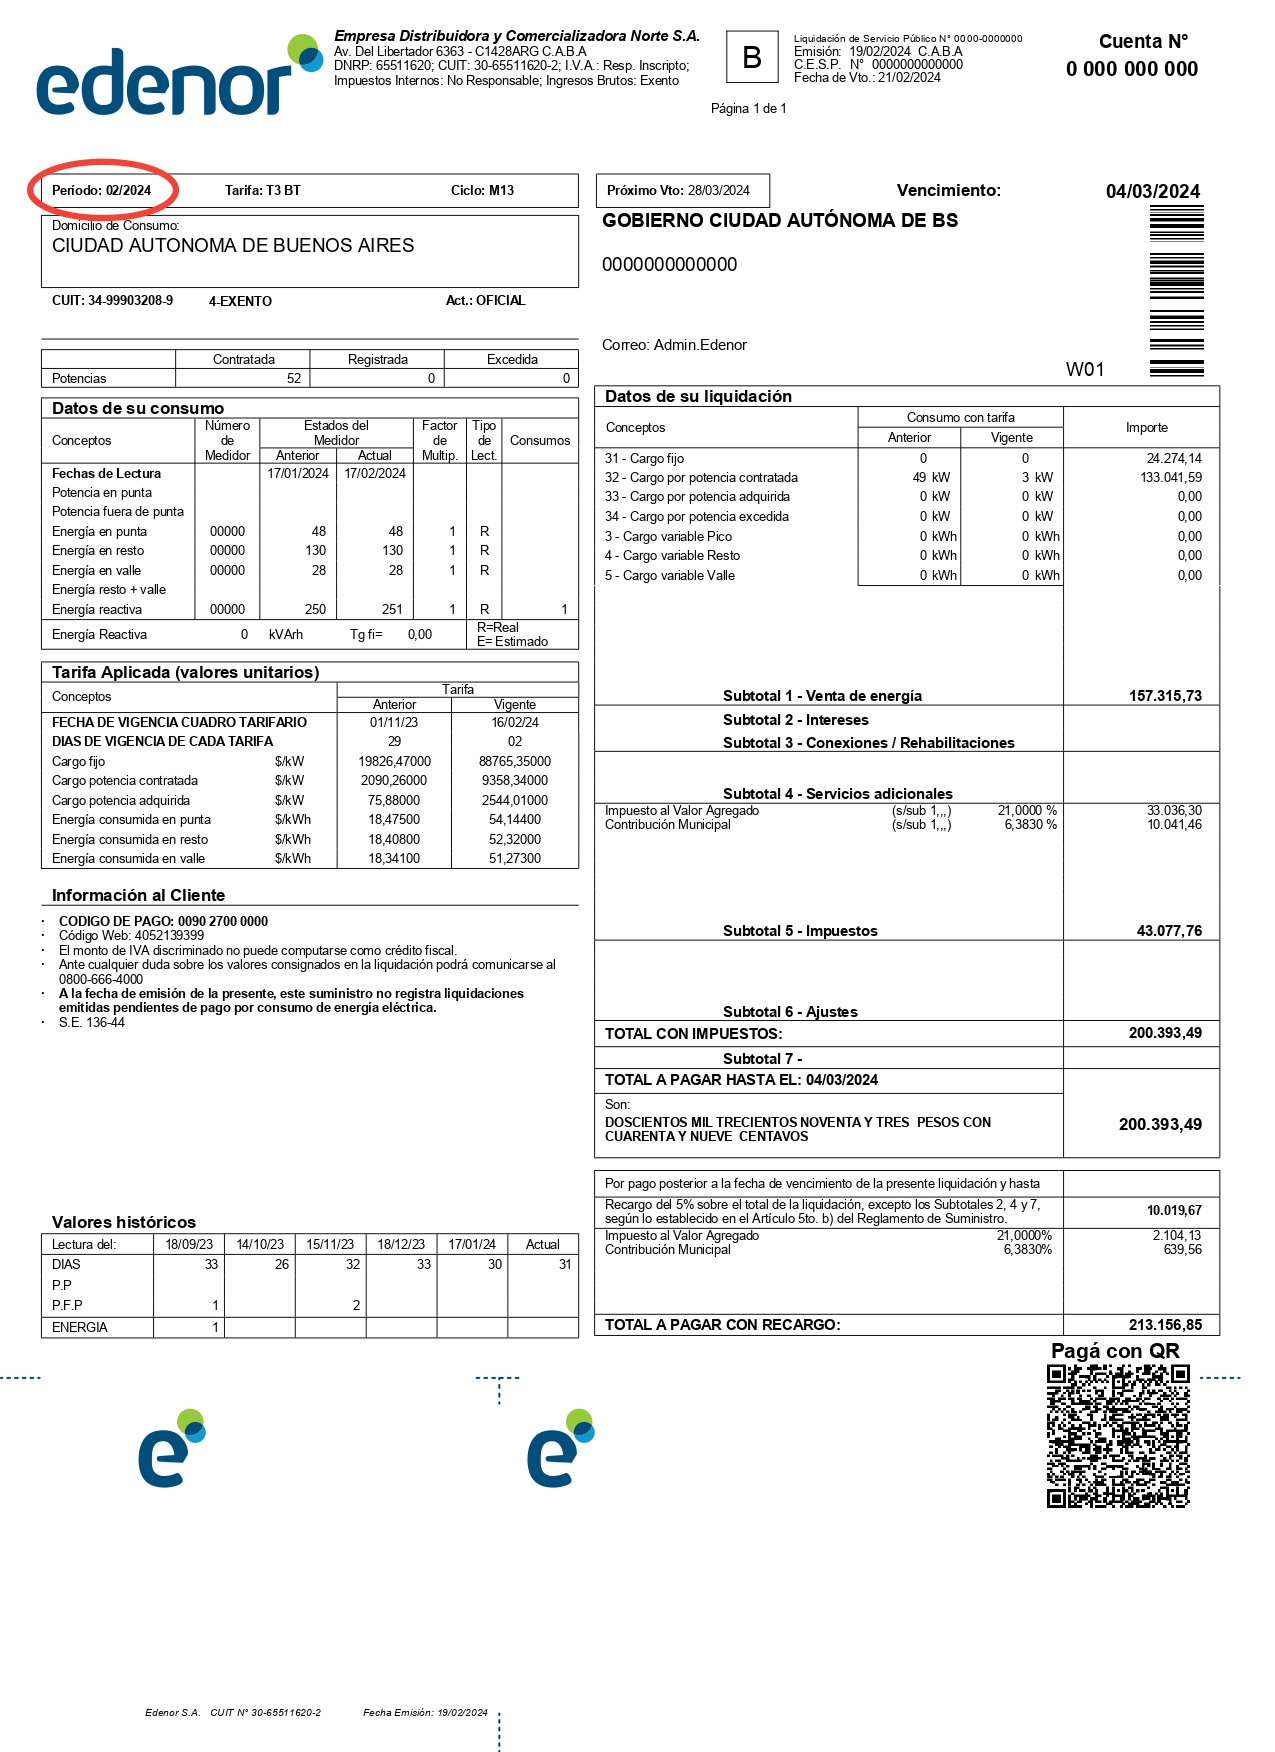 edenor
Empresa Distribuidora y Comercializadora Norte S.A.
Av. Del Libertador 6363 - C1428ARG C.A.B.A
DNRP: 65511620; CUIT: 30-65511620-2; I.V.A.: Resp. Inscripto;
Impuestos Internos: No Responsable; Ingresos Brutos: Exento
B
Página 1 de 1
Liquidación de Servicio Público N° 0000-0000000
Emisión: 19/02/2024 C.A.B.A
C.E.S.P. N° 0000000000000
Fecha de Vto.: 21/02/2024
Cuenta N°
0 000 000 000
Período: 02/2024 Tarifa: T3 BT Ciclo: M13
Domicilio de Consumo:
CIUDAD AUTONOMA DE BUENOS AIRES
CUIT: 34-99903208-9 4-EXENTO Act.: OFICIAL
Próximo Vto: 28/03/2024 Vencimiento: 04/03/2024
GOBIERNO CIUDAD AUTÓNOMA DE BS
0000000000000
Correo: Admin.Edenor
W01
Contratada Registrada Excedida
Potencias 52 0 0
Datos de su consumo
Conceptos Número de Medidor Estados del Medidor Anterior Actual Factor de Multip. Tipo de Lect. Consumos
Fechas de Lectura 17/01/2024 17/02/2024
Potencia en punta
Potencia fuera de punta
Energía en punta 00000 48 48 1 R
Energía en resto 00000 130 130 1 R
Energía en valle 00000 28 28 1 R
Energía resto + valle
Energía reactiva 00000 250 251 1 R 1
Energía Reactiva 0 kVArh Tg fi= 0,00 R=Real
E= Estimado
Tarifa Aplicada (valores unitarios)
Conceptos Tarifa
Anterior Vigente
FECHA DE VIGENCIA CUADRO TARIFARIO 01/11/23 16/02/24
DIAS DE VIGENCIA DE CADA TARIFA 29 02
Cargo fijo $/kW 19826,47000 88765,35000
Cargo potencia contratada $/kW 2090,26000 9358,34000
Cargo potencia adquirida $/kW 75,88000 2544,01000
Energía consumida en punta $/kWh 18,47500 54,14400
Energía consumida en resto $/kWh 18,40800 52,32000
Energía consumida en valle $/kWh 18,34100 51,27300
Información al Cliente
· CODIGO DE PAGO: 0090 2700 0000
· Código Web: 4052139399
· El monto de IVA discriminado no puede computarse como crédito fiscal.
· Ante cualquier duda sobre los valores consignados en la liquidación podrá comunicarse al
0800-666-4000
· A la fecha de emisión de la presente, este suministro no registra liquidaciones
emitidas pendientes de pago por consumo de energía eléctrica.
· S.E. 136-44
Valores históricos
Lectura del: 18/09/23 14/10/23 15/11/23 18/12/23 17/01/24 Actual
DIAS 33 26 32 33 30 31
P.P
P.F.P 1 2
ENERGIA 1
Datos de su liquidación
Conceptos Consumo con tarifa Importe
Anterior Vigente
31 - Cargo fijo 0 0 24.274,14
32 - Cargo por potencia contratada 49 kW 3 kW 133.041,59
33 - Cargo por potencia adquirida 0 kW 0 kW 0,00
34 - Cargo por potencia excedida 0 kW 0 kW 0,00
3 - Cargo variable Pico 0 kWh 0 kWh 0,00
4 - Cargo variable Resto 0 kWh 0 kWh 0,00
5 - Cargo variable Valle 0 kWh 0 kWh 0,00
Subtotal 1 - Venta de energía 157.315,73
Subtotal 2 - Intereses
Subtotal 3 - Conexiones / Rehabilitaciones
Subtotal 4 - Servicios adicionales
Impuesto al Valor Agregado (s/sub 1,,,) 21,0000 % 33.036,30
Contribución Municipal (s/sub 1,,,) 6,3830 % 10.041,46
Subtotal 5 - Impuestos 43.077,76
Subtotal 6 - Ajustes
TOTAL CON IMPUESTOS: 200.393,49
Subtotal 7 -
TOTAL A PAGAR HASTA EL: 04/03/2024
Son:
DOSCIENTOS MIL TRECIENTOS NOVENTA Y TRES PESOS CON
CUARENTA Y NUEVE CENTAVOS
200.393,49
Por pago posterior a la fecha de vencimiento de la presente liquidación y hasta
Recargo del 5% sobre el total de la liquidación, excepto los Subtotales 2, 4 y 7,
según lo establecido en el Artículo 5to. b) del Reglamento de Suministro. 10.019,67
Impuesto al Valor Agregado 21,0000% 2.104,13
Contribución Municipal 6,3830% 639,56
TOTAL A PAGAR CON RECARGO: 213.156,85
Pagá con QR
e
e
Edenor S.A. CUIT N° 30-65511620-2 Fecha Emisión: 19/02/2024